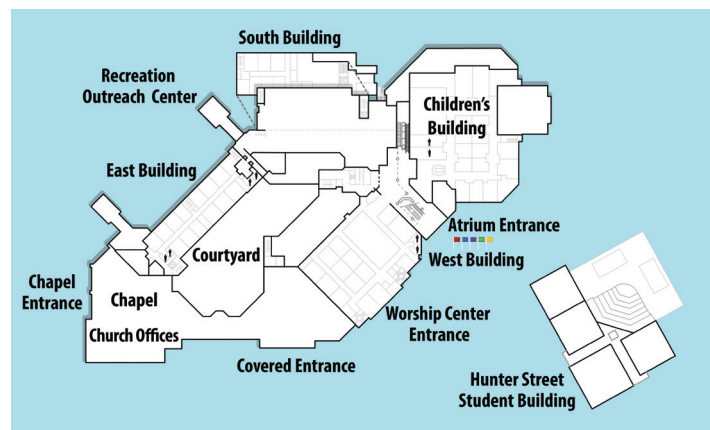 South Building
Recreation
Outreach Center
Children's
Building
East Building
Atrium Entrance
West Building
Courtyard
Chapel
Entrance
Chapel
Church Offices
Worship Center
Entrance
Covered Entrance
Hunter Street
Student Building